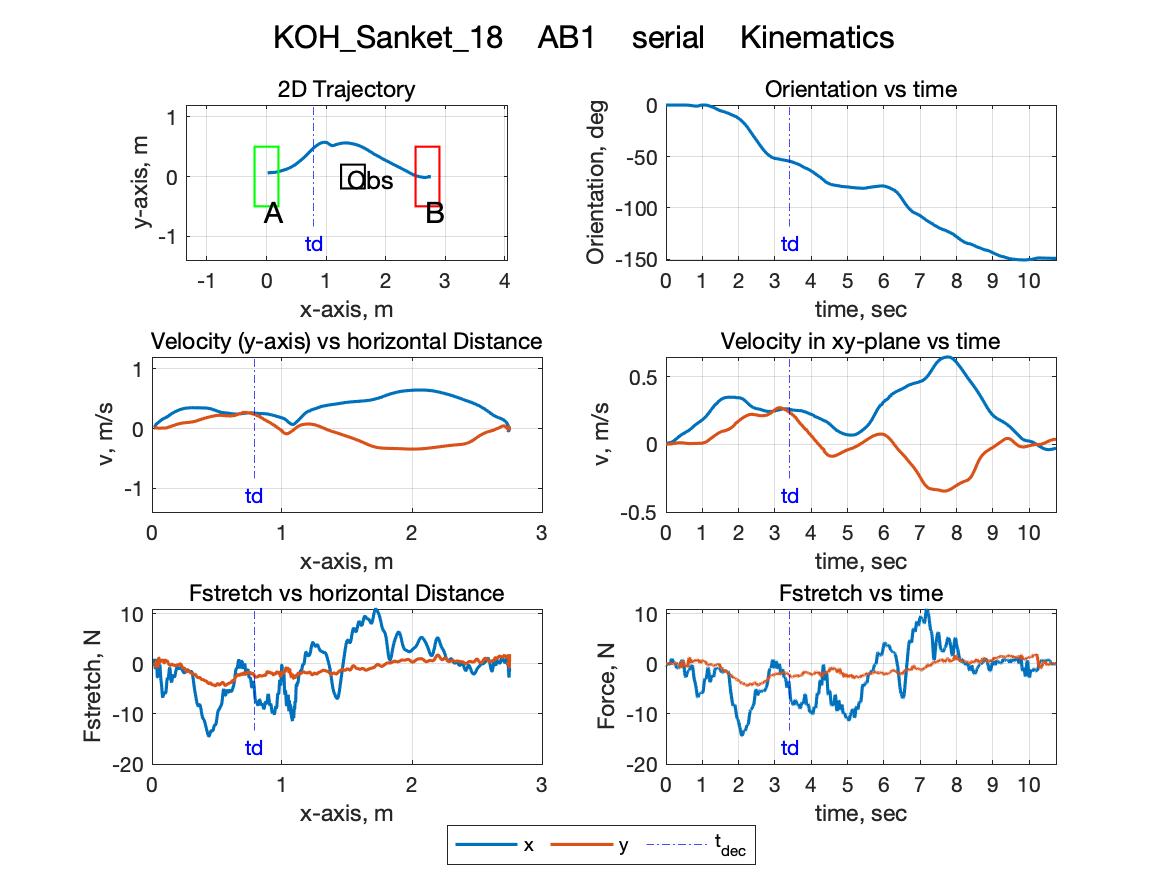 KOH_Sanket_18 AB1 serial Kinematics
2D Trajectory
y-axis, m
1
0
-1
A
Obs
B
td
-1 0 1 2 3 4
x-axis, m
Orientation vs time
Orientation, deg
0
-50
-100
-150
td
0 1 2 3 4 5 6 7 8 9 10
time, sec
Velocity (y-axis) vs horizontal Distance
v, m/s
1
0
-1
td
0 1 2 3
x-axis, m
Velocity in xy-plane vs time
v, m/s
0.5
0
-0.5
td
0 1 2 3 4 5 6 7 8 9 10
time, sec
Fstretch vs horizontal Distance
Fstretch, N
10
0
-10
-20
td
0 1 2 3
x-axis, m
Fstretch vs time
Force, N
10
0
-10
-20
td
0 1 2 3 4 5 6 7 8 9 10
time, sec
x y t_dec